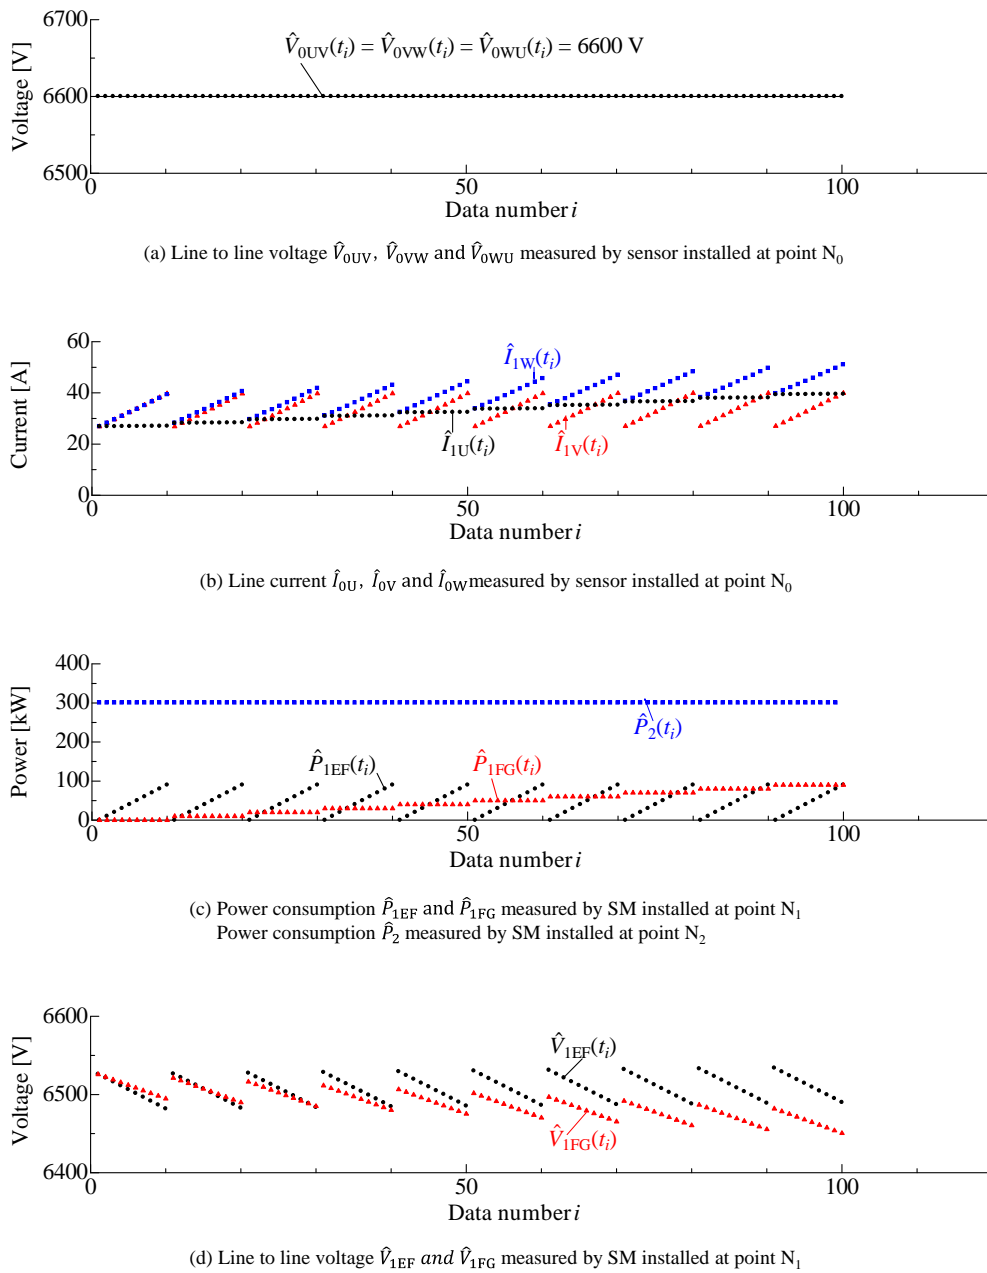 6700
V̂0UV(ti) = V̂0VW(ti) = V̂0WU(ti) = 6600 V
6600
6500
Voltage [V]
0 50 100
Data number i
(a) Line to line voltage V̂0UV, V̂0VW and V̂0WU measured by sensor installed at point N0
60
40
20
0
Current [A]
Î1W(ti)
Î1U(ti)
Î1V(ti)
0 50 100
Data number i
(b) Line current Î0U, Î0V and Î0W measured by sensor installed at point N0
400
300
200
100
0
Power [kW]
P̂2(ti)
P̂1EF(ti)
P̂1FG(ti)
0 50 100
Data number i
(c) Power consumption P̂1EF and P̂1FG measured by SM installed at point N1
Power consumption P̂2 measured by SM installed at point N2
6600
6500
6400
Voltage [V]
V̂1EF(ti)
V̂1FG(ti)
0 50 100
Data number i
(d) Line to line voltage V̂1EF and V̂1FG measured by SM installed at point N1